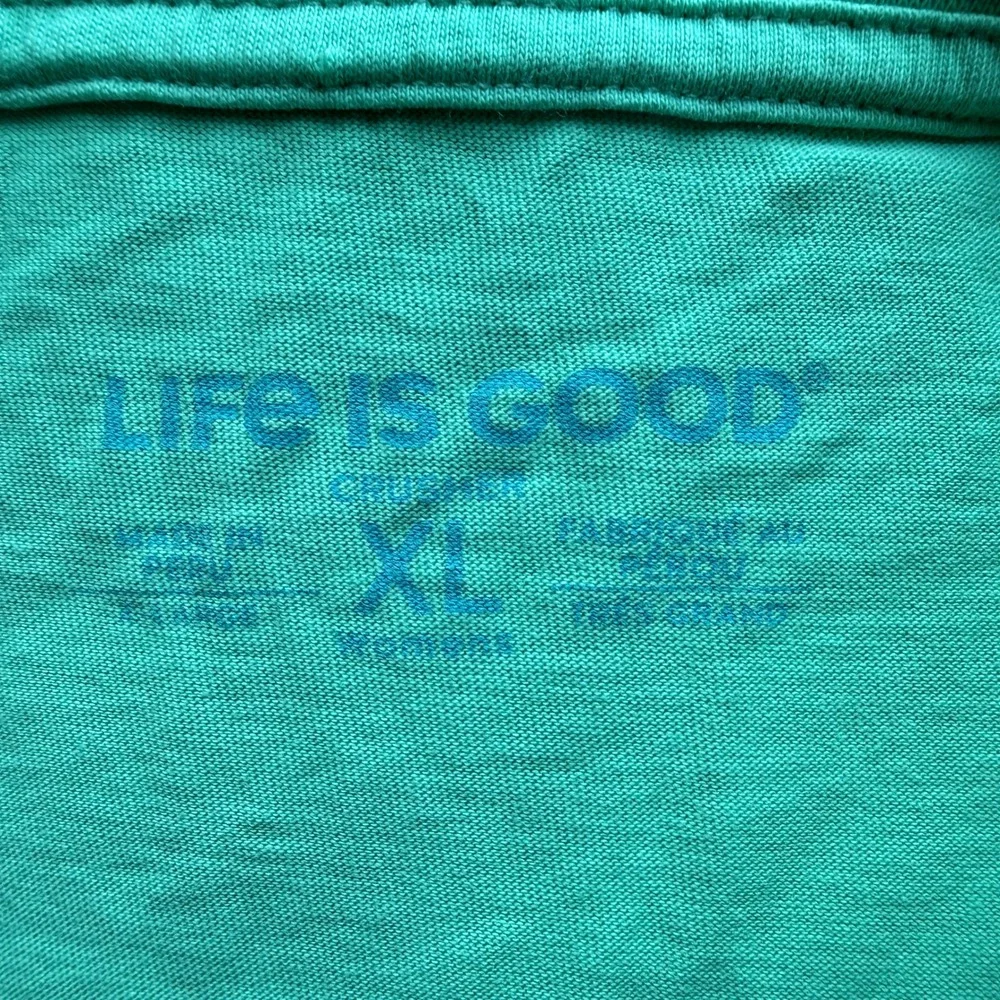 LIFe IS GOOD®
CRUSHER
MADE IN
PERU
X-LARGE
XL
Womens
FABRIQUÉ AU
PÉROU
TRÈS GRAND